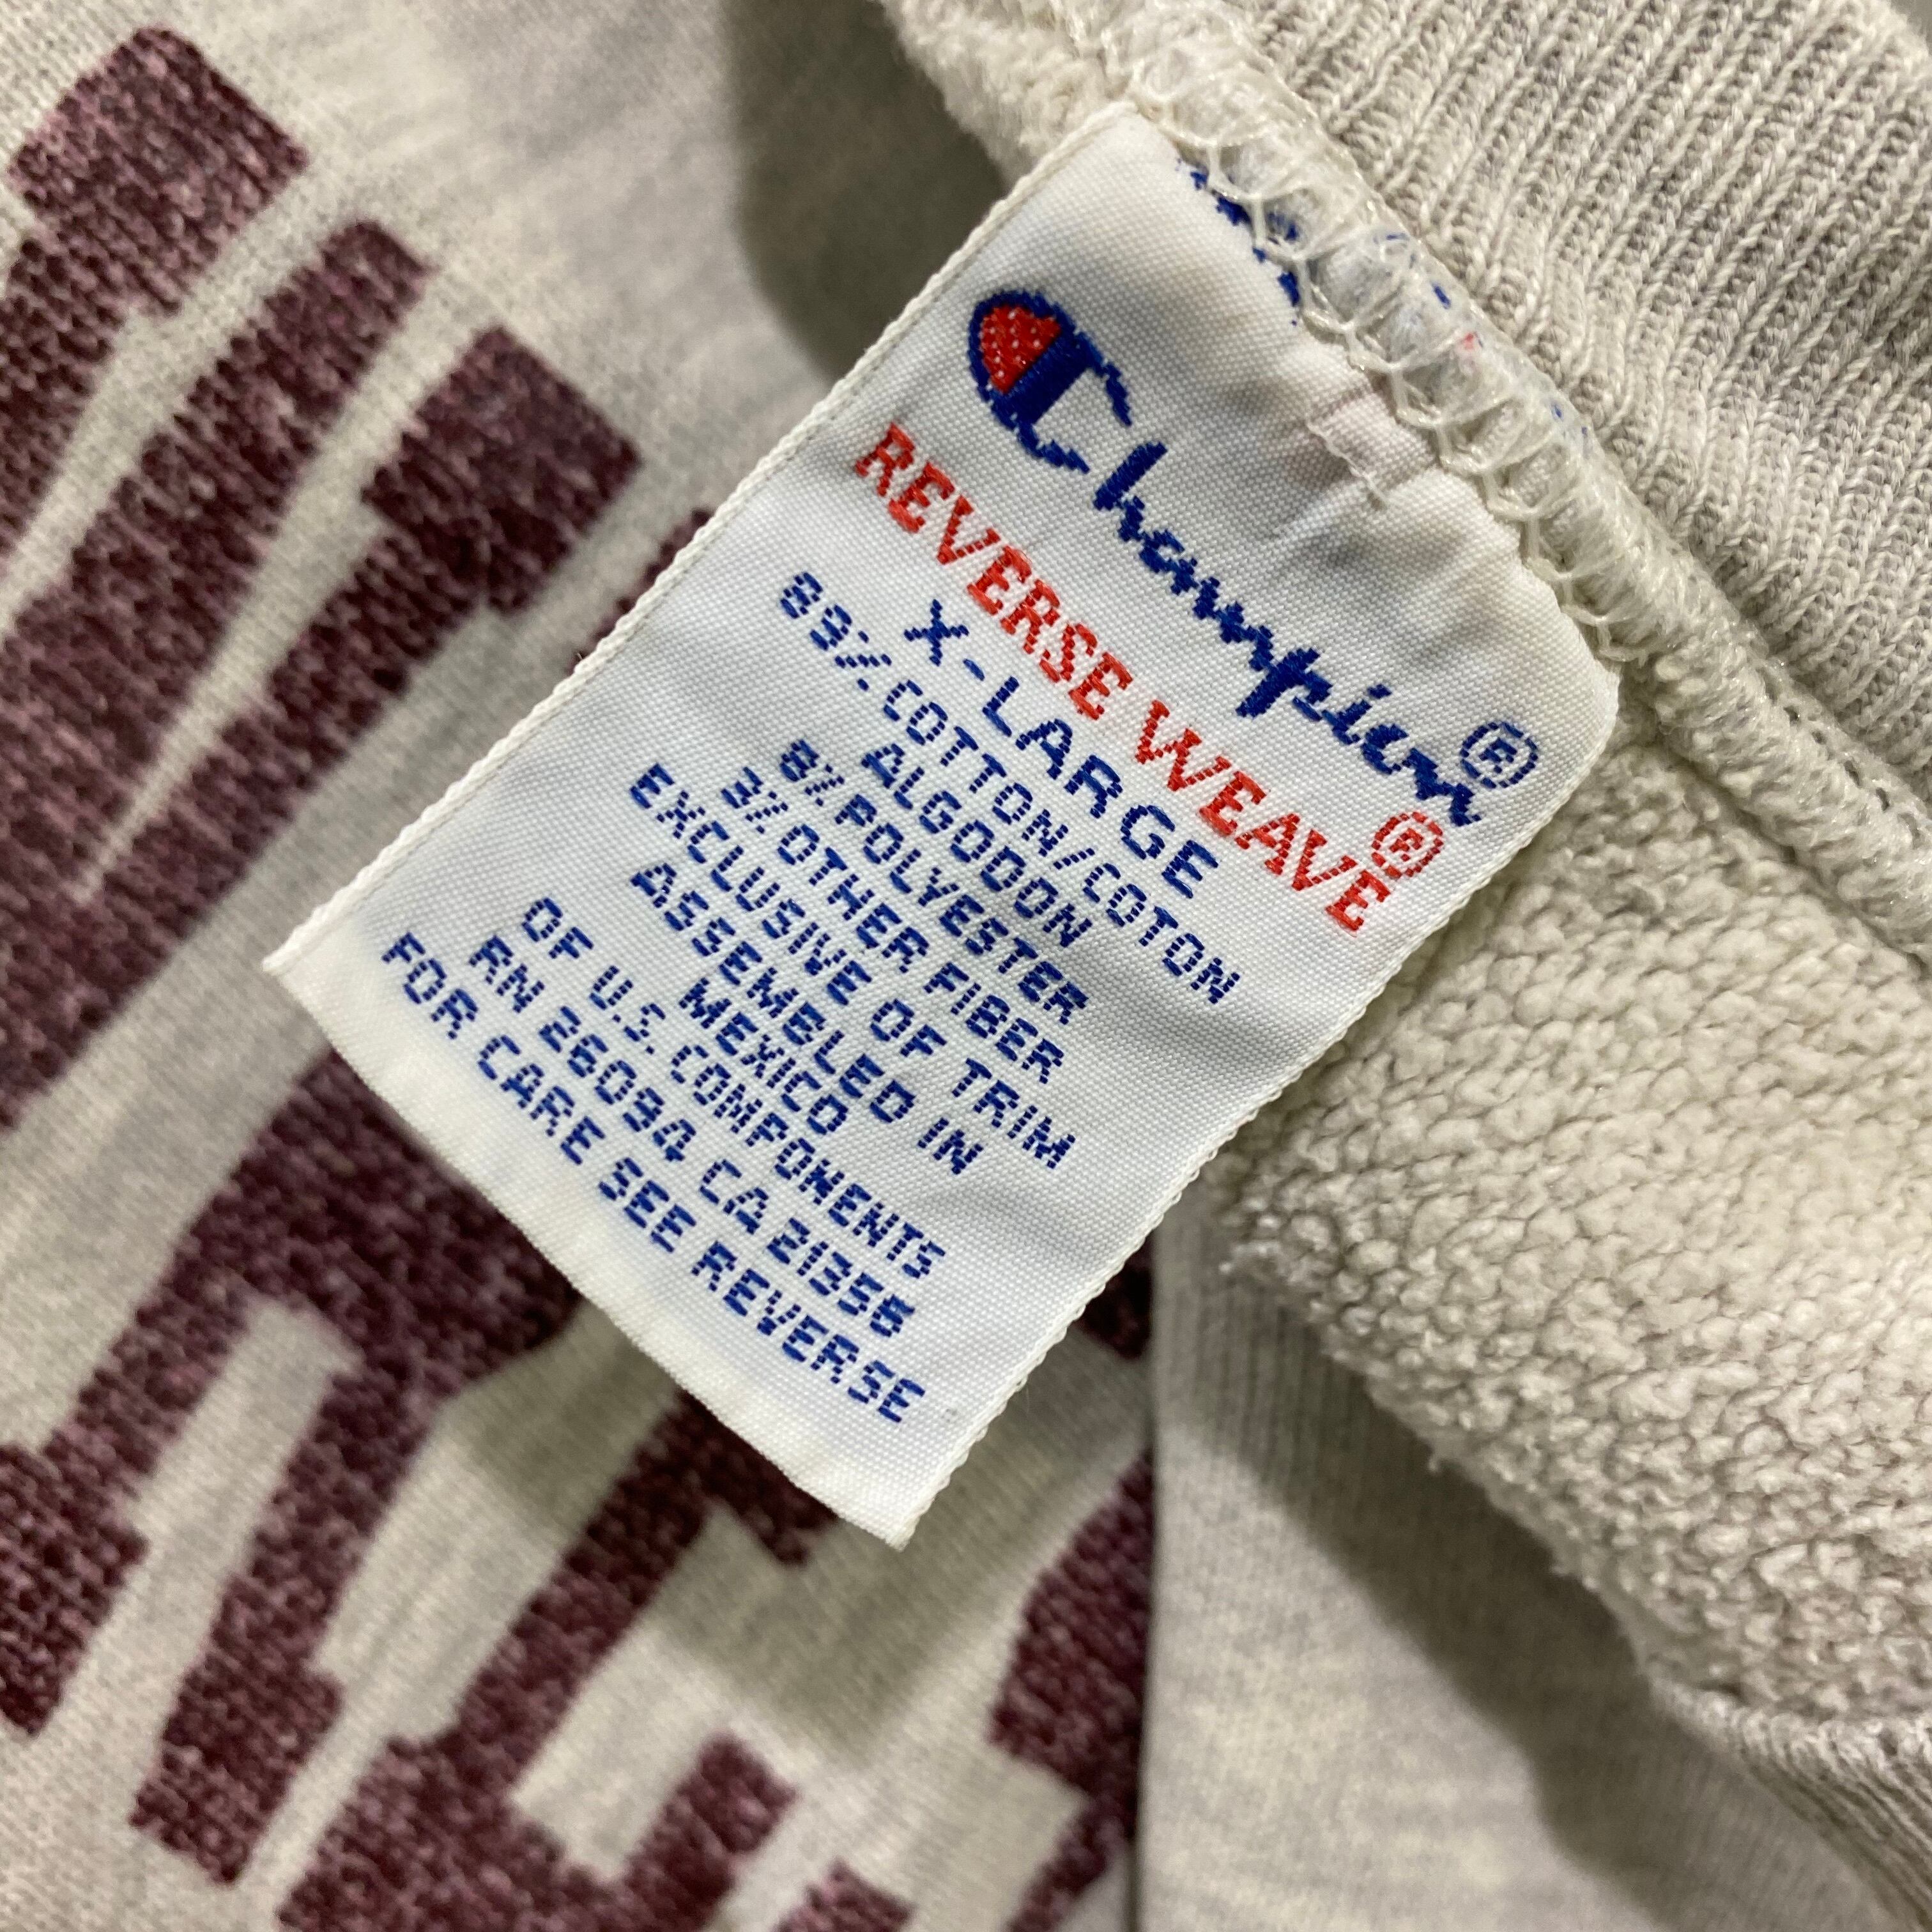 Champion®
REVERSE WEAVE®
X-LARGE
89% COTTON/COTON
ALGODON
8% POLYESTER
3% OTHER FIBER
EXCLUSIVE OF TRIM
ASSEMBLED IN
MEXICO
OF U.S. COMPONENTS
RN 26094 CA 21356
FOR CARE SEE REVERSE